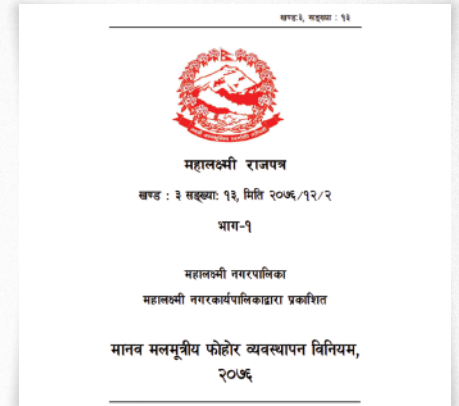 खण्ड:३, सङ्ख्या : १३
महालक्ष्मी राजपत्र
खण्ड : ३ सङ्ख्या: १३, मिति २०७६/१२/२
भाग-१
महालक्ष्मी नगरपालिका
महालक्ष्मी नगरकार्यपालिकाद्वारा प्रकाशित
मानव मलमूत्रीय फोहोर व्यवस्थापन विनियम,
२०७६